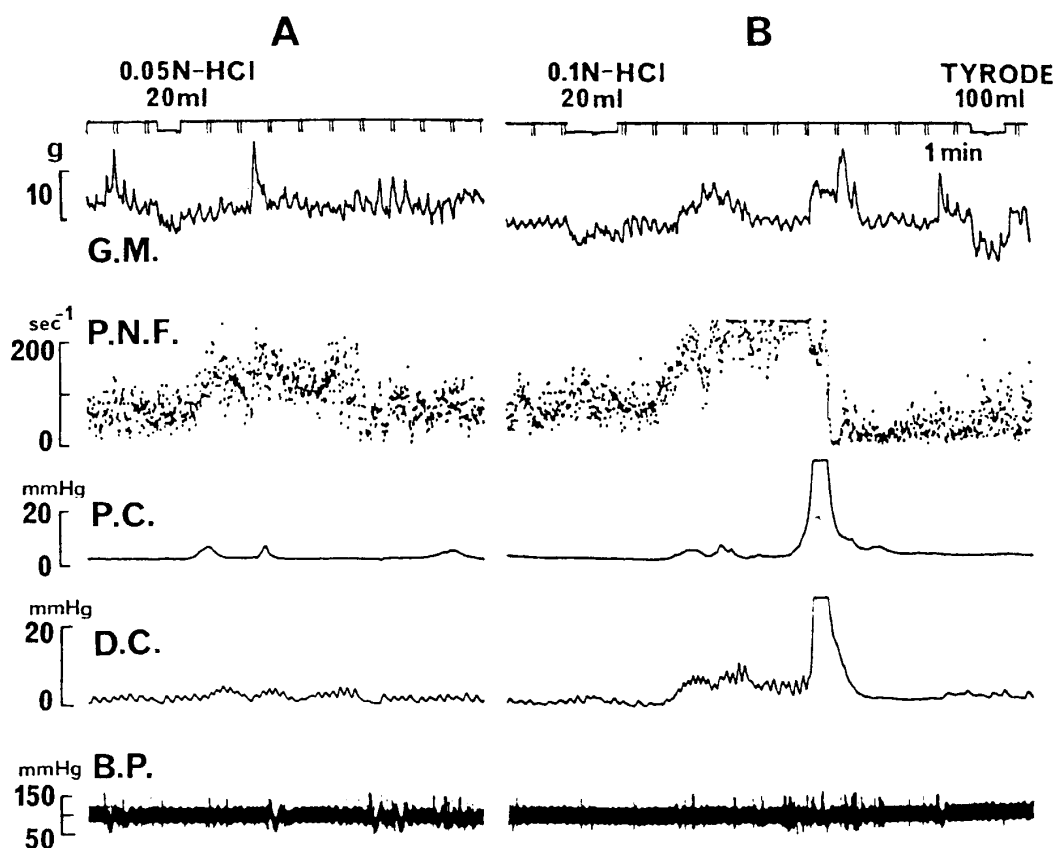 A
B
0.05N-HCl
20ml
0.1N-HCl
20ml
TYRODE
100ml
1 min
g
10
G.M.
sec⁻¹
P.N.F.
200
0
mmHg
P.C.
20
0
mmHg
D.C.
20
0
mmHg
B.P.
150
50